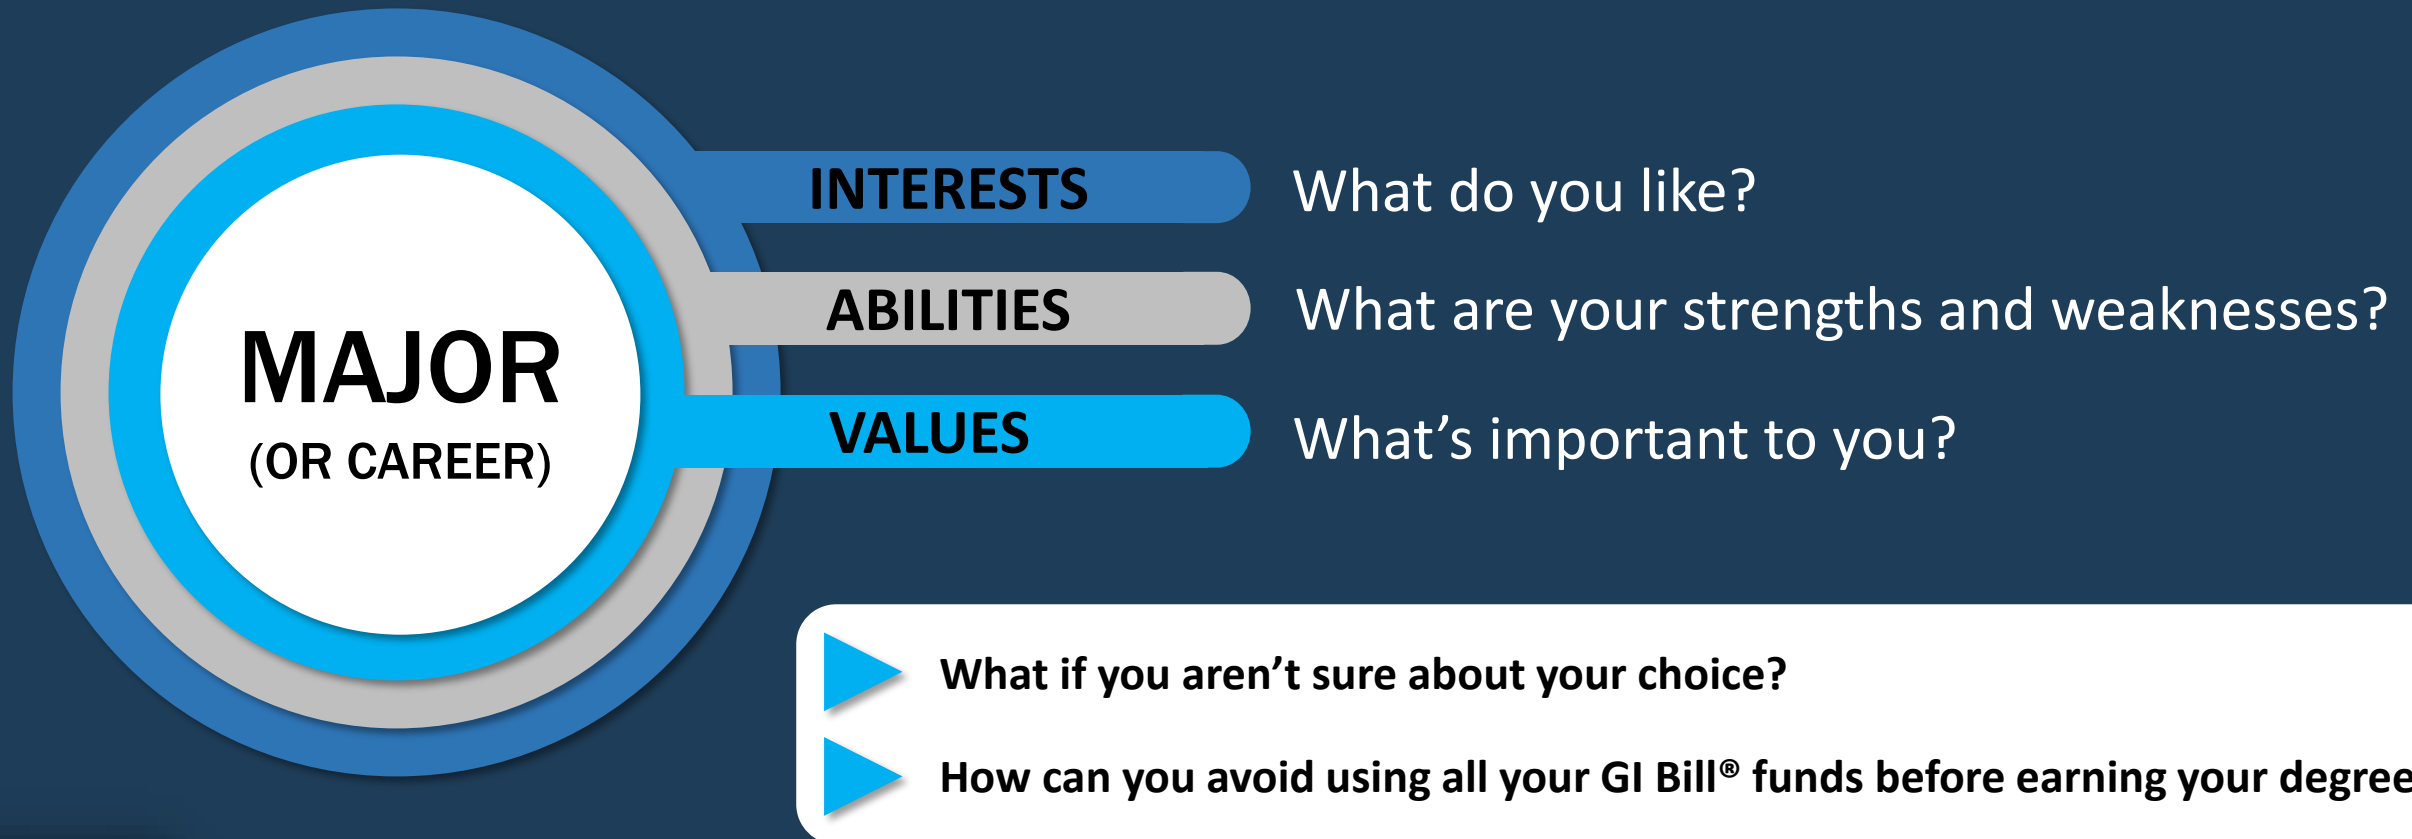 MAJOR
(OR CAREER)
INTERESTS
What do you like?
ABILITIES
What are your strengths and weaknesses?
VALUES
What’s important to you?
What if you aren’t sure about your choice?
How can you avoid using all your GI Bill® funds before earning your degree